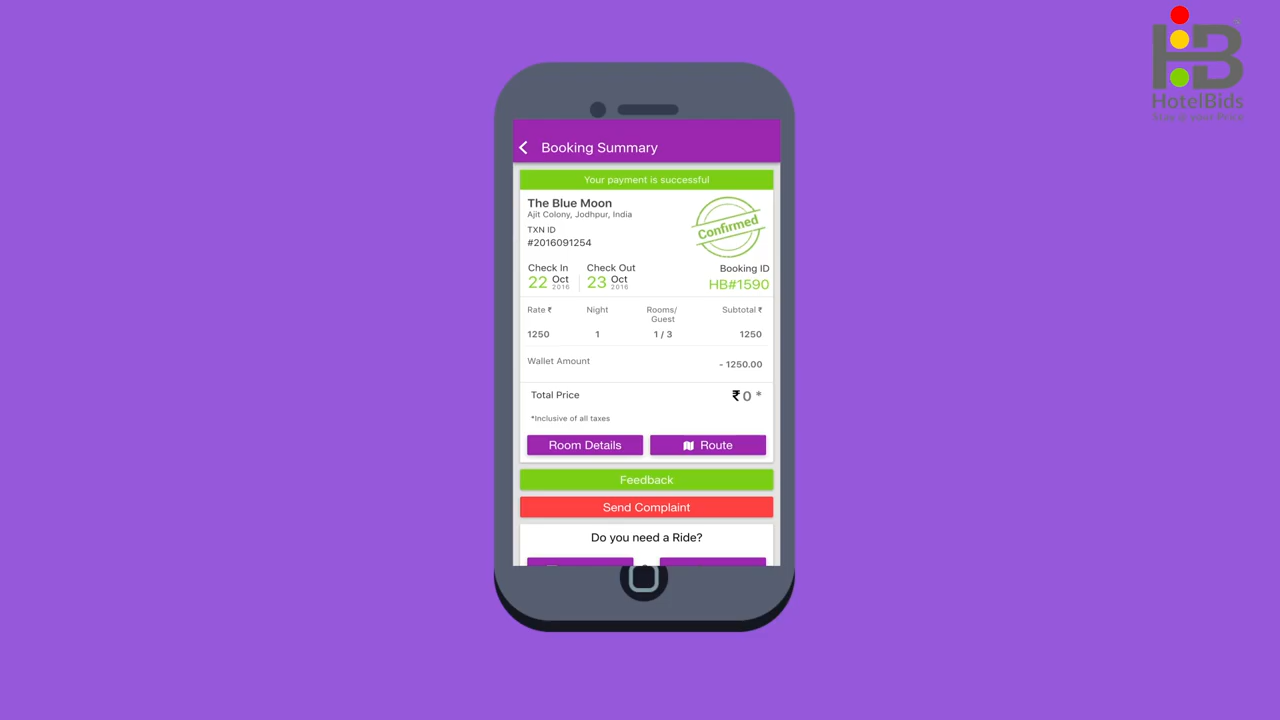 HB
HotelBids
Stay @ your Price
Booking Summary
Your payment is successful
The Blue Moon
Ajit Colony, Jodhpur, India
Confirmed
TXN ID
#2016091254
Check In Check Out Booking ID
22 Oct 2016 23 Oct 2016 HB#1590
Rate ₹ Night Rooms/ Guest Subtotal ₹
1250 1 1 / 3 1250
Wallet Amount - 1250.00
Total Price ₹ 0 *
*Inclusive of all taxes
Room Details Route
Feedback
Send Complaint
Do you need a Ride?